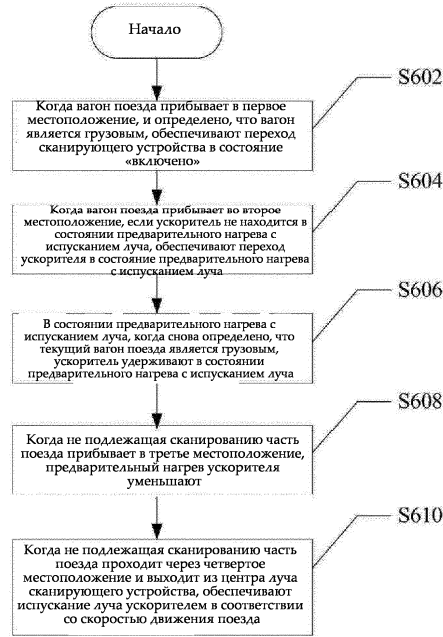 Начало
S602
Когда вагон поезда прибывает в первое
местоположение, и определено, что вагон
является грузовым, обеспечивают переход
сканирующего устройства в состояние
«включено»
S604
Когда вагон поезда прибывает во второе
местоположение, если ускоритель не находится в
состоянии предварительного нагрева с
испусканием луча, обеспечивают переход
ускорителя в состояние предварительного нагрева
с испусканием луча
S606
В состоянии предварительного нагрева с
испусканием луча, когда снова определено, что
текущий вагон поезда является грузовым,
ускоритель удерживают в состоянии
предварительного нагрева с испусканием луча
S608
Когда не подлежащая сканированию часть
поезда прибывает в третье местоположение,
предварительный нагрев ускорителя
уменьшают
S610
Когда не подлежащая сканированию часть
поезда проходит через четвертое
местоположение и выходит из центра луча
сканирующего устройства, обеспечивают
испускание луча ускорителем в соответствии
со скоростью движения поезда